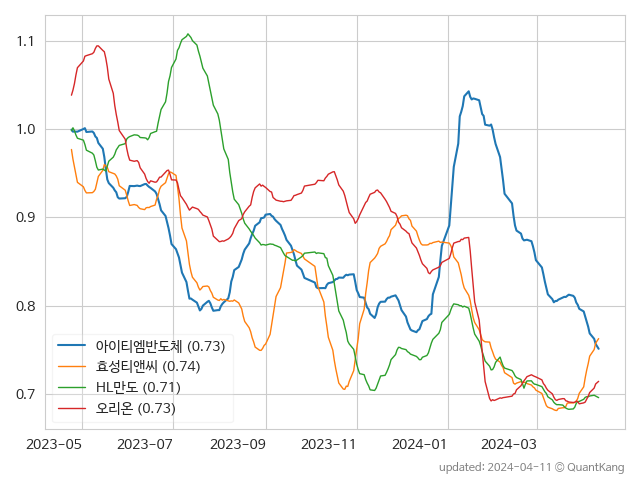 1.1
1.0
0.9
0.8
0.7
아이티엠반도체 (0.73)
효성티앤씨 (0.74)
HL만도 (0.71)
오리온 (0.73)
2023-05 2023-07 2023-09 2023-11 2024-01 2024-03
updated: 2024-04-11 © QuantKang